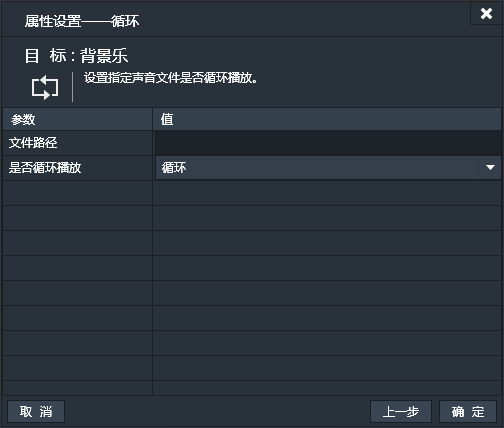 属性设置——循环
目 标：背景乐
设置指定声音文件是否循环播放。
参数 值
文件路径
是否循环播放 循环
取 消 上一步 确 定